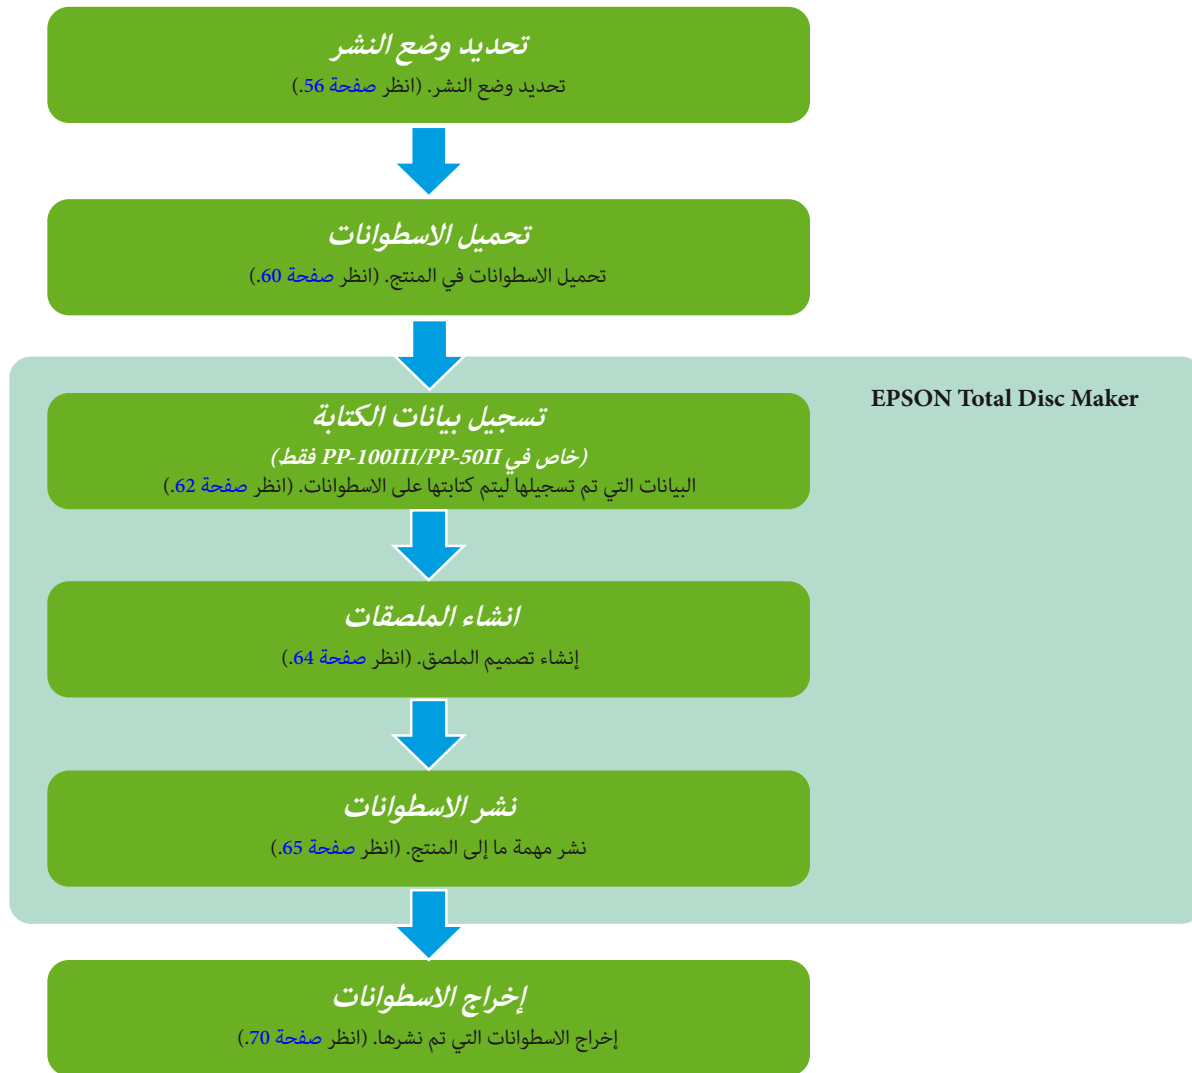 تحديد وضع النشر
تحديد وضع النشر. (انظر صفحة 56.)
تحميل الاسطوانات
تحميل الاسطوانات في المنتج. (انظر صفحة 60.)
EPSON Total Disc Maker
تسجيل بيانات الكتابة
(خاص في PP-100III/PP-50II فقط)
البيانات التي تم تسجيلها ليتم كتابتها على الاسطوانات. (انظر صفحة 62.)
انشاء الملصقات
إنشاء تصميم الملصق. (انظر صفحة 64.)
نشر الاسطوانات
نشر مهمة ما إلى المنتج. (انظر صفحة 65.)
إخراج الاسطوانات
إخراج الاسطوانات التي تم نشرها. (انظر صفحة 70.)